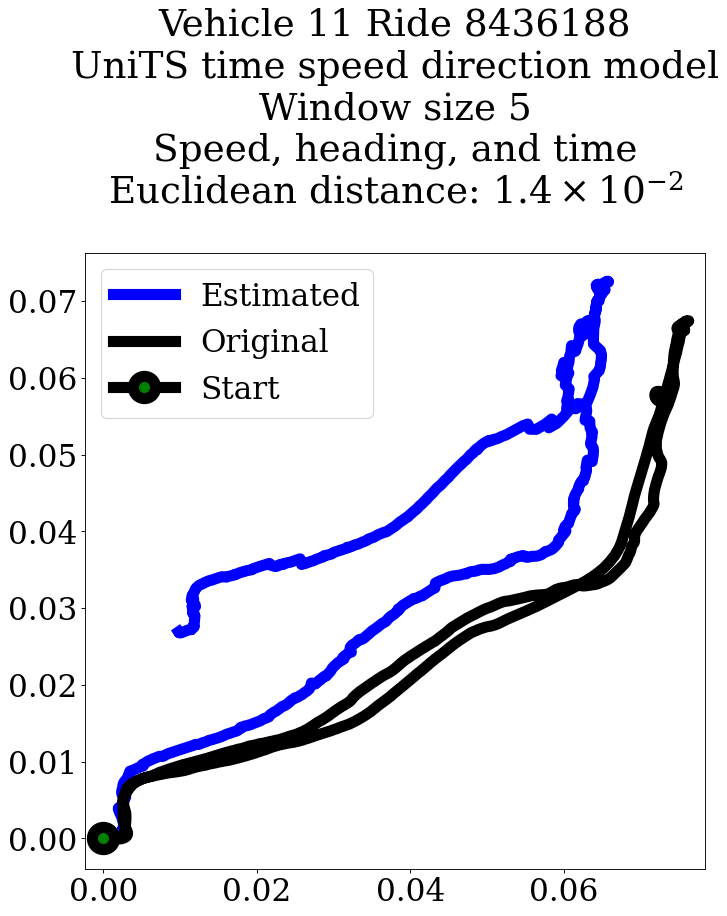 Vehicle 11 Ride 8436188
UniTS time speed direction model
Window size 5
Speed, heading, and time
Euclidean distance: 1.4 × 10⁻²
Estimated
Original
Start
0.07
0.06
0.05
0.04
0.03
0.02
0.01
0.00
0.00 0.02 0.04 0.06